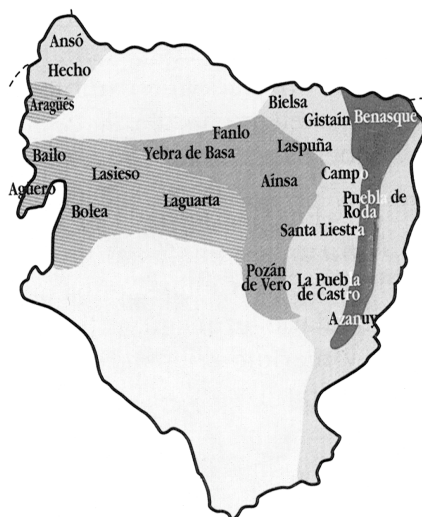 Ansó
Hecho
Aragüés
Bielsa
Gistaín
Benasque
Fanlo
Yebra de Basa
Laspuña
Bailo
Lasieso
Campo
Agüero
Aínsa
Laguarta
Puebla de
Roda
Bolea
Santa Liestra
Pozán
de Vero
La Puebla
de Castro
Azanuy